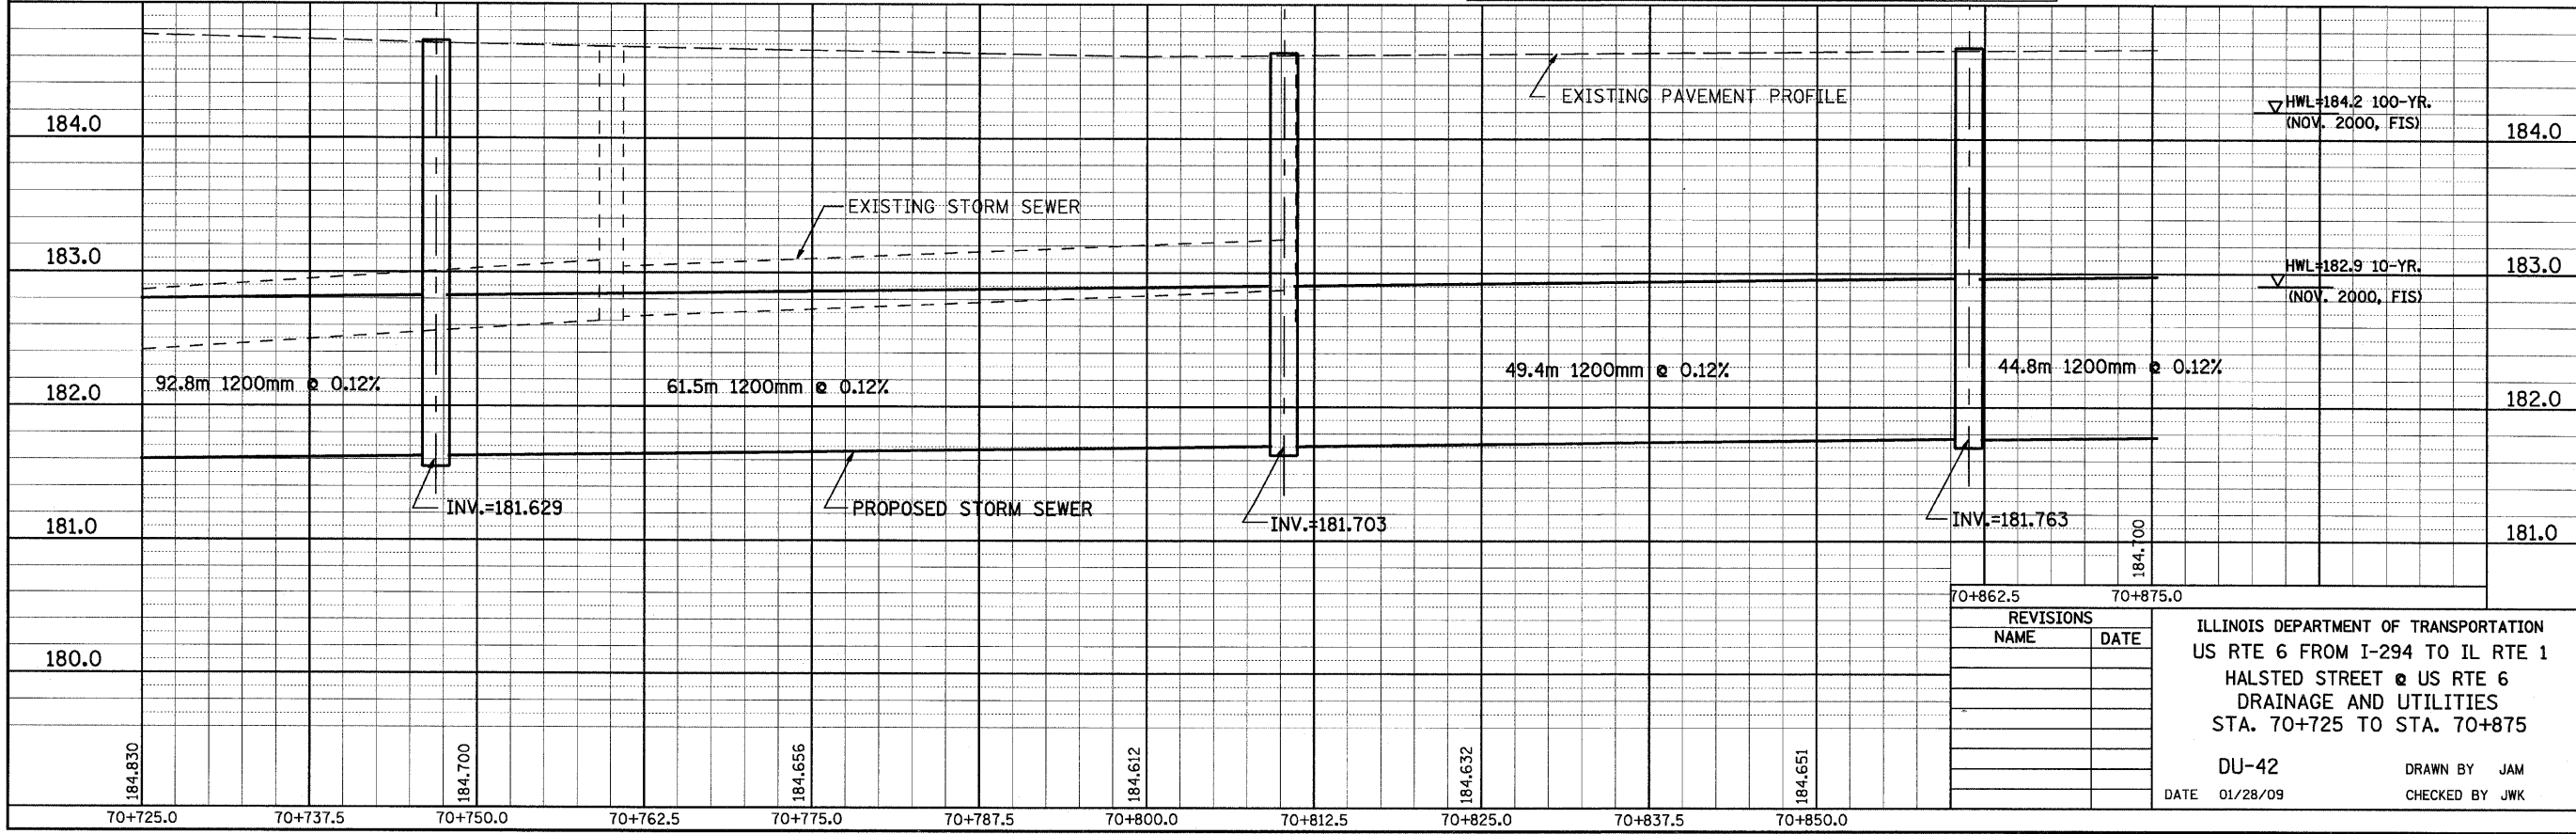 HWL=184.2 100-YR.
EXISTING PAVEMENT PROFILE
(NOV. 2000, FIS)
184.0
184.0
EXISTING STORM SEWER
183.0
HWL=182.9 10-YR.
183.0
(NOV. 2000, FIS)
92.8m 1200mm @ 0.12%
61.5m 1200mm @ 0.12%
49.4m 1200mm @ 0.12%
44.8m 1200mm @ 0.12%
182.0
182.0
INV.=181.629
PROPOSED STORM SEWER
INV.=181.703
INV.=181.763
181.0
181.0
184.700
70+862.5
70+875.0
180.0
184.830
184.700
184.656
184.612
184.632
184.651
70+725.0
70+737.5
70+750.0
70+762.5
70+775.0
70+787.5
70+800.0
70+812.5
70+825.0
70+837.5
70+850.0
REVISIONS
NAME
DATE
ILLINOIS DEPARTMENT OF TRANSPORTATION
US RTE 6 FROM I-294 TO IL RTE 1
HALSTED STREET @ US RTE 6
DRAINAGE AND UTILITIES
STA. 70+725 TO STA. 70+875
DU-42
DRAWN BY JAM
DATE 01/28/09
CHECKED BY JWK